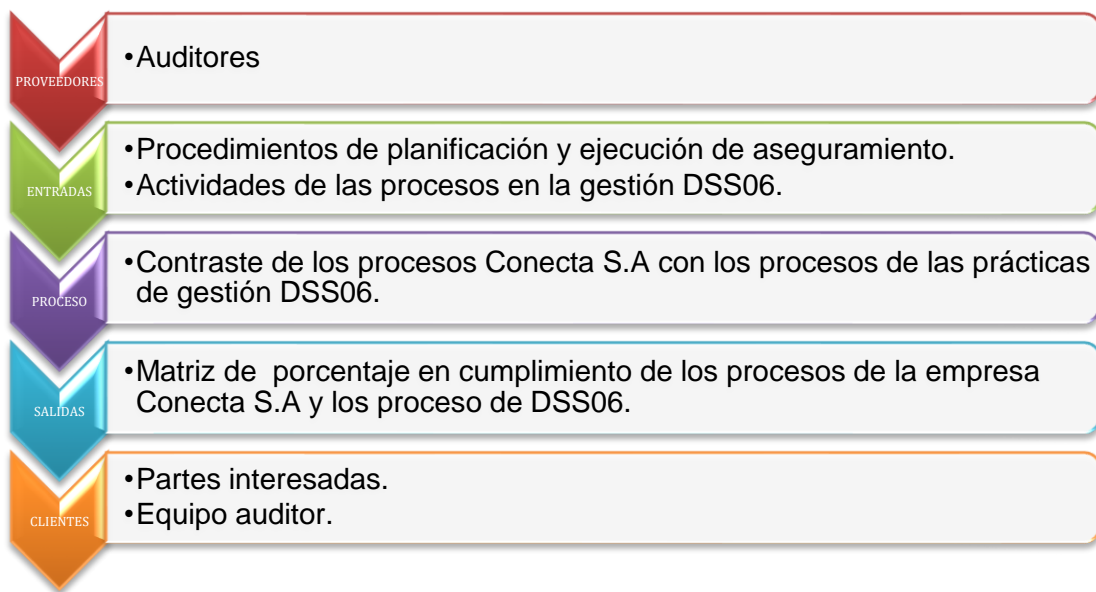 PROVEEDORES
•Auditores
ENTRADAS
•Procedimientos de planificación y ejecución de aseguramiento.
•Actividades de las procesos en la gestión DSS06.
PROCESO
•Contraste de los procesos Conecta S.A con los procesos de las prácticas
de gestión DSS06.
SALIDAS
•Matriz de  porcentaje en cumplimiento de los procesos de la empresa
Conecta S.A y los proceso de DSS06.
CLIENTES
•Partes interesadas.
•Equipo auditor.